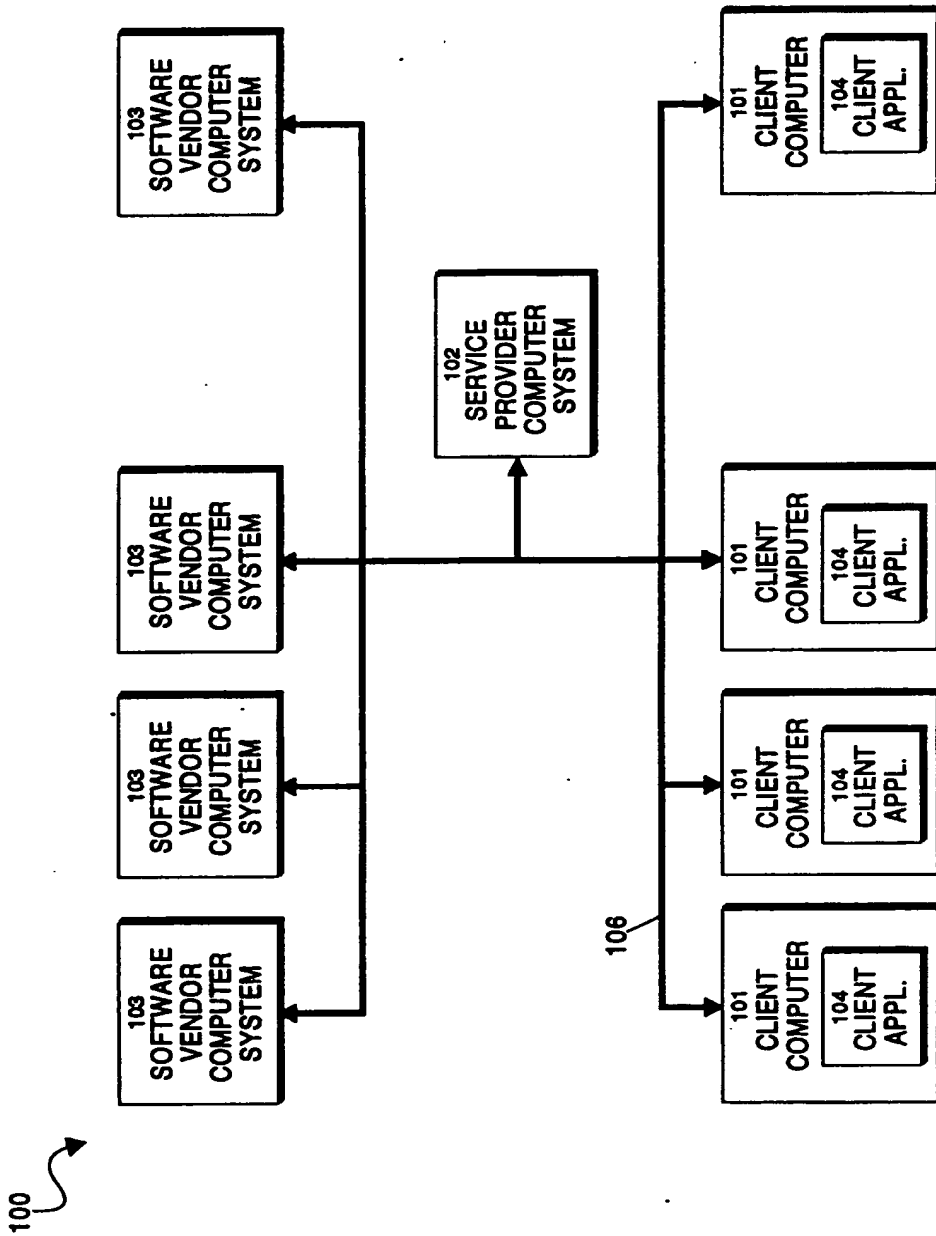 100
103
SOFTWARE
VENDOR
COMPUTER
SYSTEM
103
SOFTWARE
VENDOR
COMPUTER
SYSTEM
103
SOFTWARE
VENDOR
COMPUTER
SYSTEM
103
SOFTWARE
VENDOR
COMPUTER
SYSTEM
102
SERVICE
PROVIDER
COMPUTER
SYSTEM
106
101
CLIENT
COMPUTER
104
CLIENT
APPL.
101
CLIENT
COMPUTER
104
CLIENT
APPL.
101
CLIENT
COMPUTER
104
CLIENT
APPL.
101
CLIENT
COMPUTER
104
CLIENT
APPL.